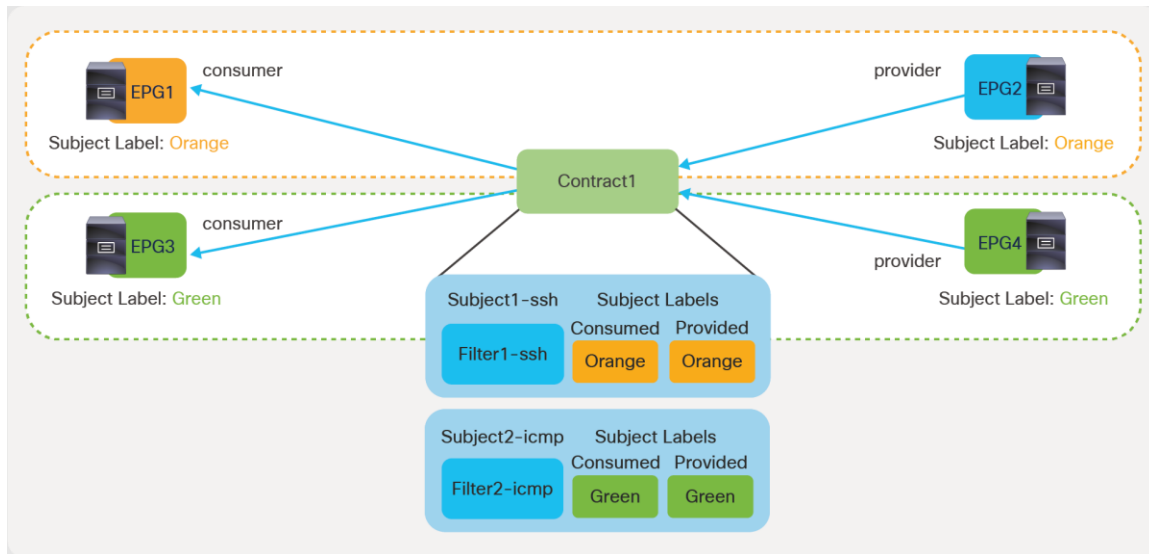 consumer
provider
EPG1
EPG2
Subject Label: Orange
Subject Label: Orange
Contract1
consumer
EPG3
EPG4
provider
Subject Label: Green
Subject Label: Green
Subject1-ssh
Subject Labels
Consumed
Provided
Filter1-ssh
Orange
Orange
Subject2-icmp
Subject Labels
Consumed
Provided
Filter2-icmp
Green
Green